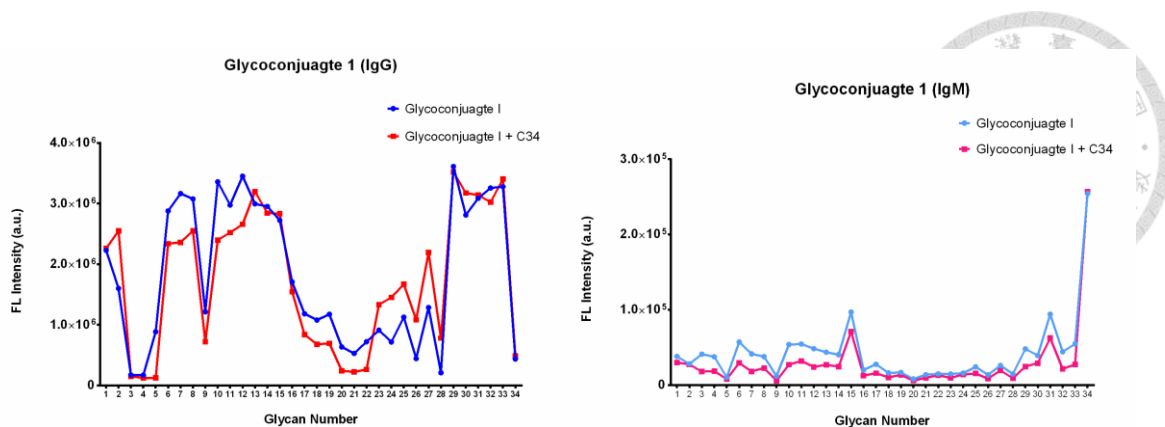 Glycoconjuagte 1 (IgG)
Glycoconjuagte I
Glycoconjuagte I + C34
FL Intensity (a.u.)
4.0×10⁶
3.0×10⁶
2.0×10⁶
1.0×10⁶
0
1 2 3 4 5 6 7 8 9 10 11 12 13 14 15 16 17 18 19 20 21 22 23 24 25 26 27 28 29 30 31 32 33 34
Glycan Number
Glycoconjuagte 1 (IgM)
Glycoconjuagte I
Glycoconjuagte I + C34
FL Intensity (a.u.)
3.0×10⁵
2.0×10⁵
1.0×10⁵
0
1 2 3 4 5 6 7 8 9 10 11 12 13 14 15 16 3 17 18 19 20 21 22 23 24 25 26 27 28 29 30 31 32 33 34
Glycan Number